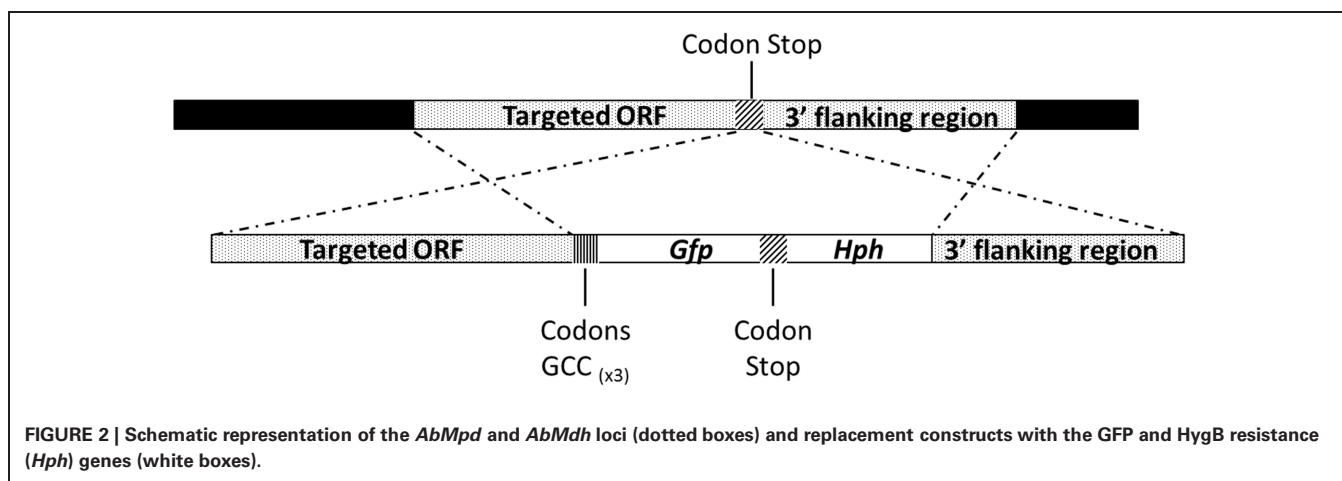 Codon Stop
Targeted ORF 3' flanking region
Targeted ORF Gfp Hph 3' flanking region
Codons Codon
GCC (x3) Stop
FIGURE 2 | Schematic representation of the AbMpd and AbMdh loci (dotted boxes) and replacement constructs with the GFP and HygB resistance
(Hph) genes (white boxes).